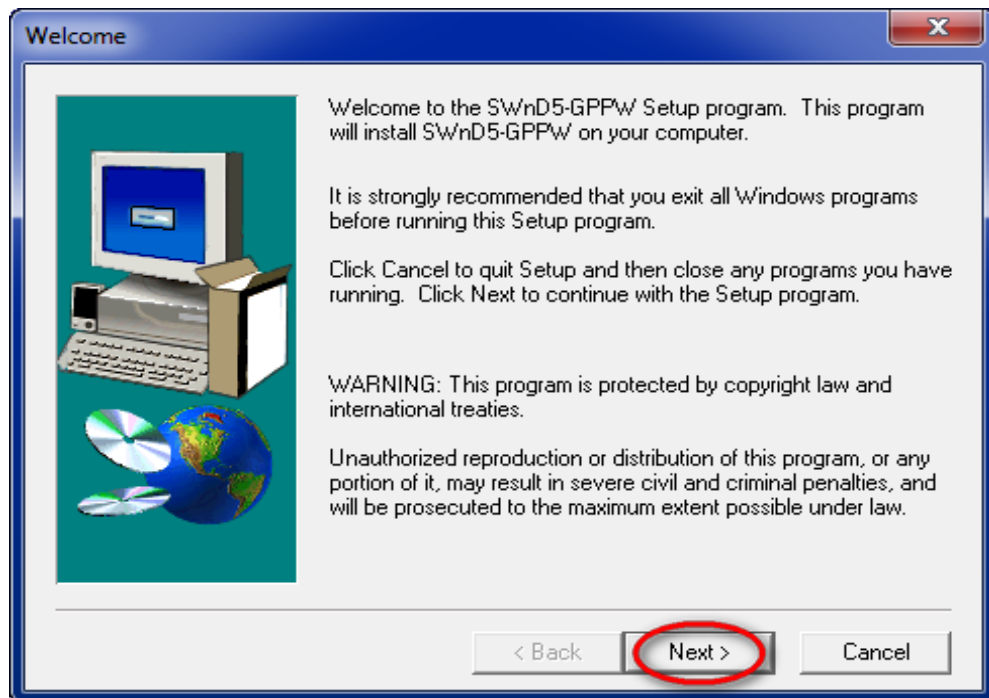 Welcome
Welcome to the SWnD5-GPPW Setup program. This program
will install SWnD5-GPPW on your computer.
It is strongly recommended that you exit all Windows programs
before running this Setup program.
Click Cancel to quit Setup and then close any programs you have
running. Click Next to continue with the Setup program.
WARNING: This program is protected by copyright law and
international treaties.
Unauthorized reproduction or distribution of this program, or any
portion of it, may result in severe civil and criminal penalties, and
will be prosecuted to the maximum extent possible under law.
< Back Next > Cancel